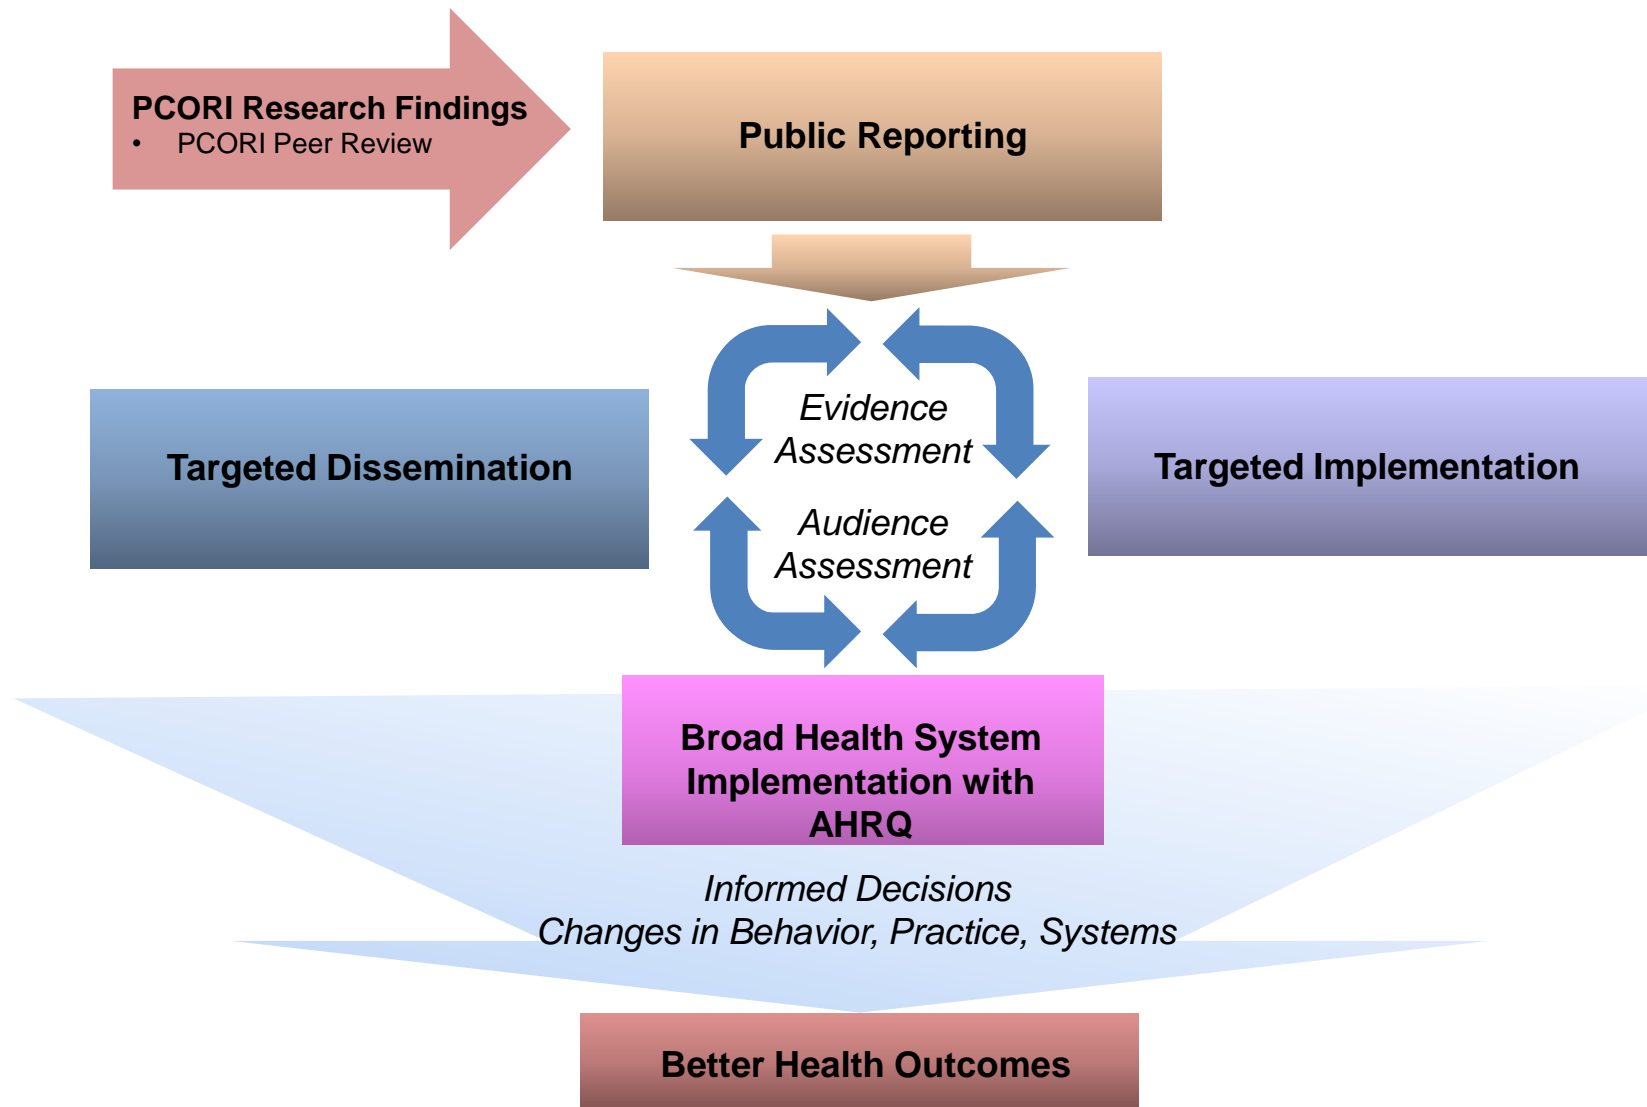 PCORI Research Findings
• PCORI Peer Review
Public Reporting
Evidence
Assessment
Targeted Dissemination
Targeted Implementation
Audience
Assessment
Broad Health System
Implementation with
AHRQ
Informed Decisions
Changes in Behavior, Practice, Systems
Better Health Outcomes